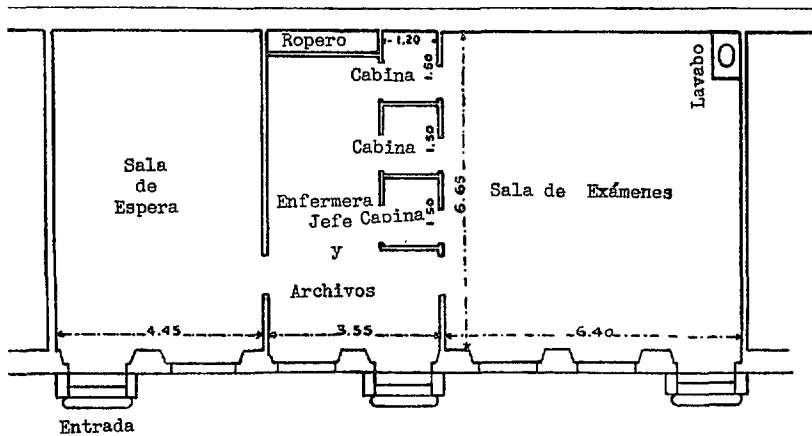 Ropero
1.20
Cabina
1.50
Lavabo
Cabina
1.50
Sala
de
Espera
Enfermera
Jefe
Cabina
1.50
y
Archivos
6.65
Sala de Exámenes
4.45
3.55
6.40
Entrada